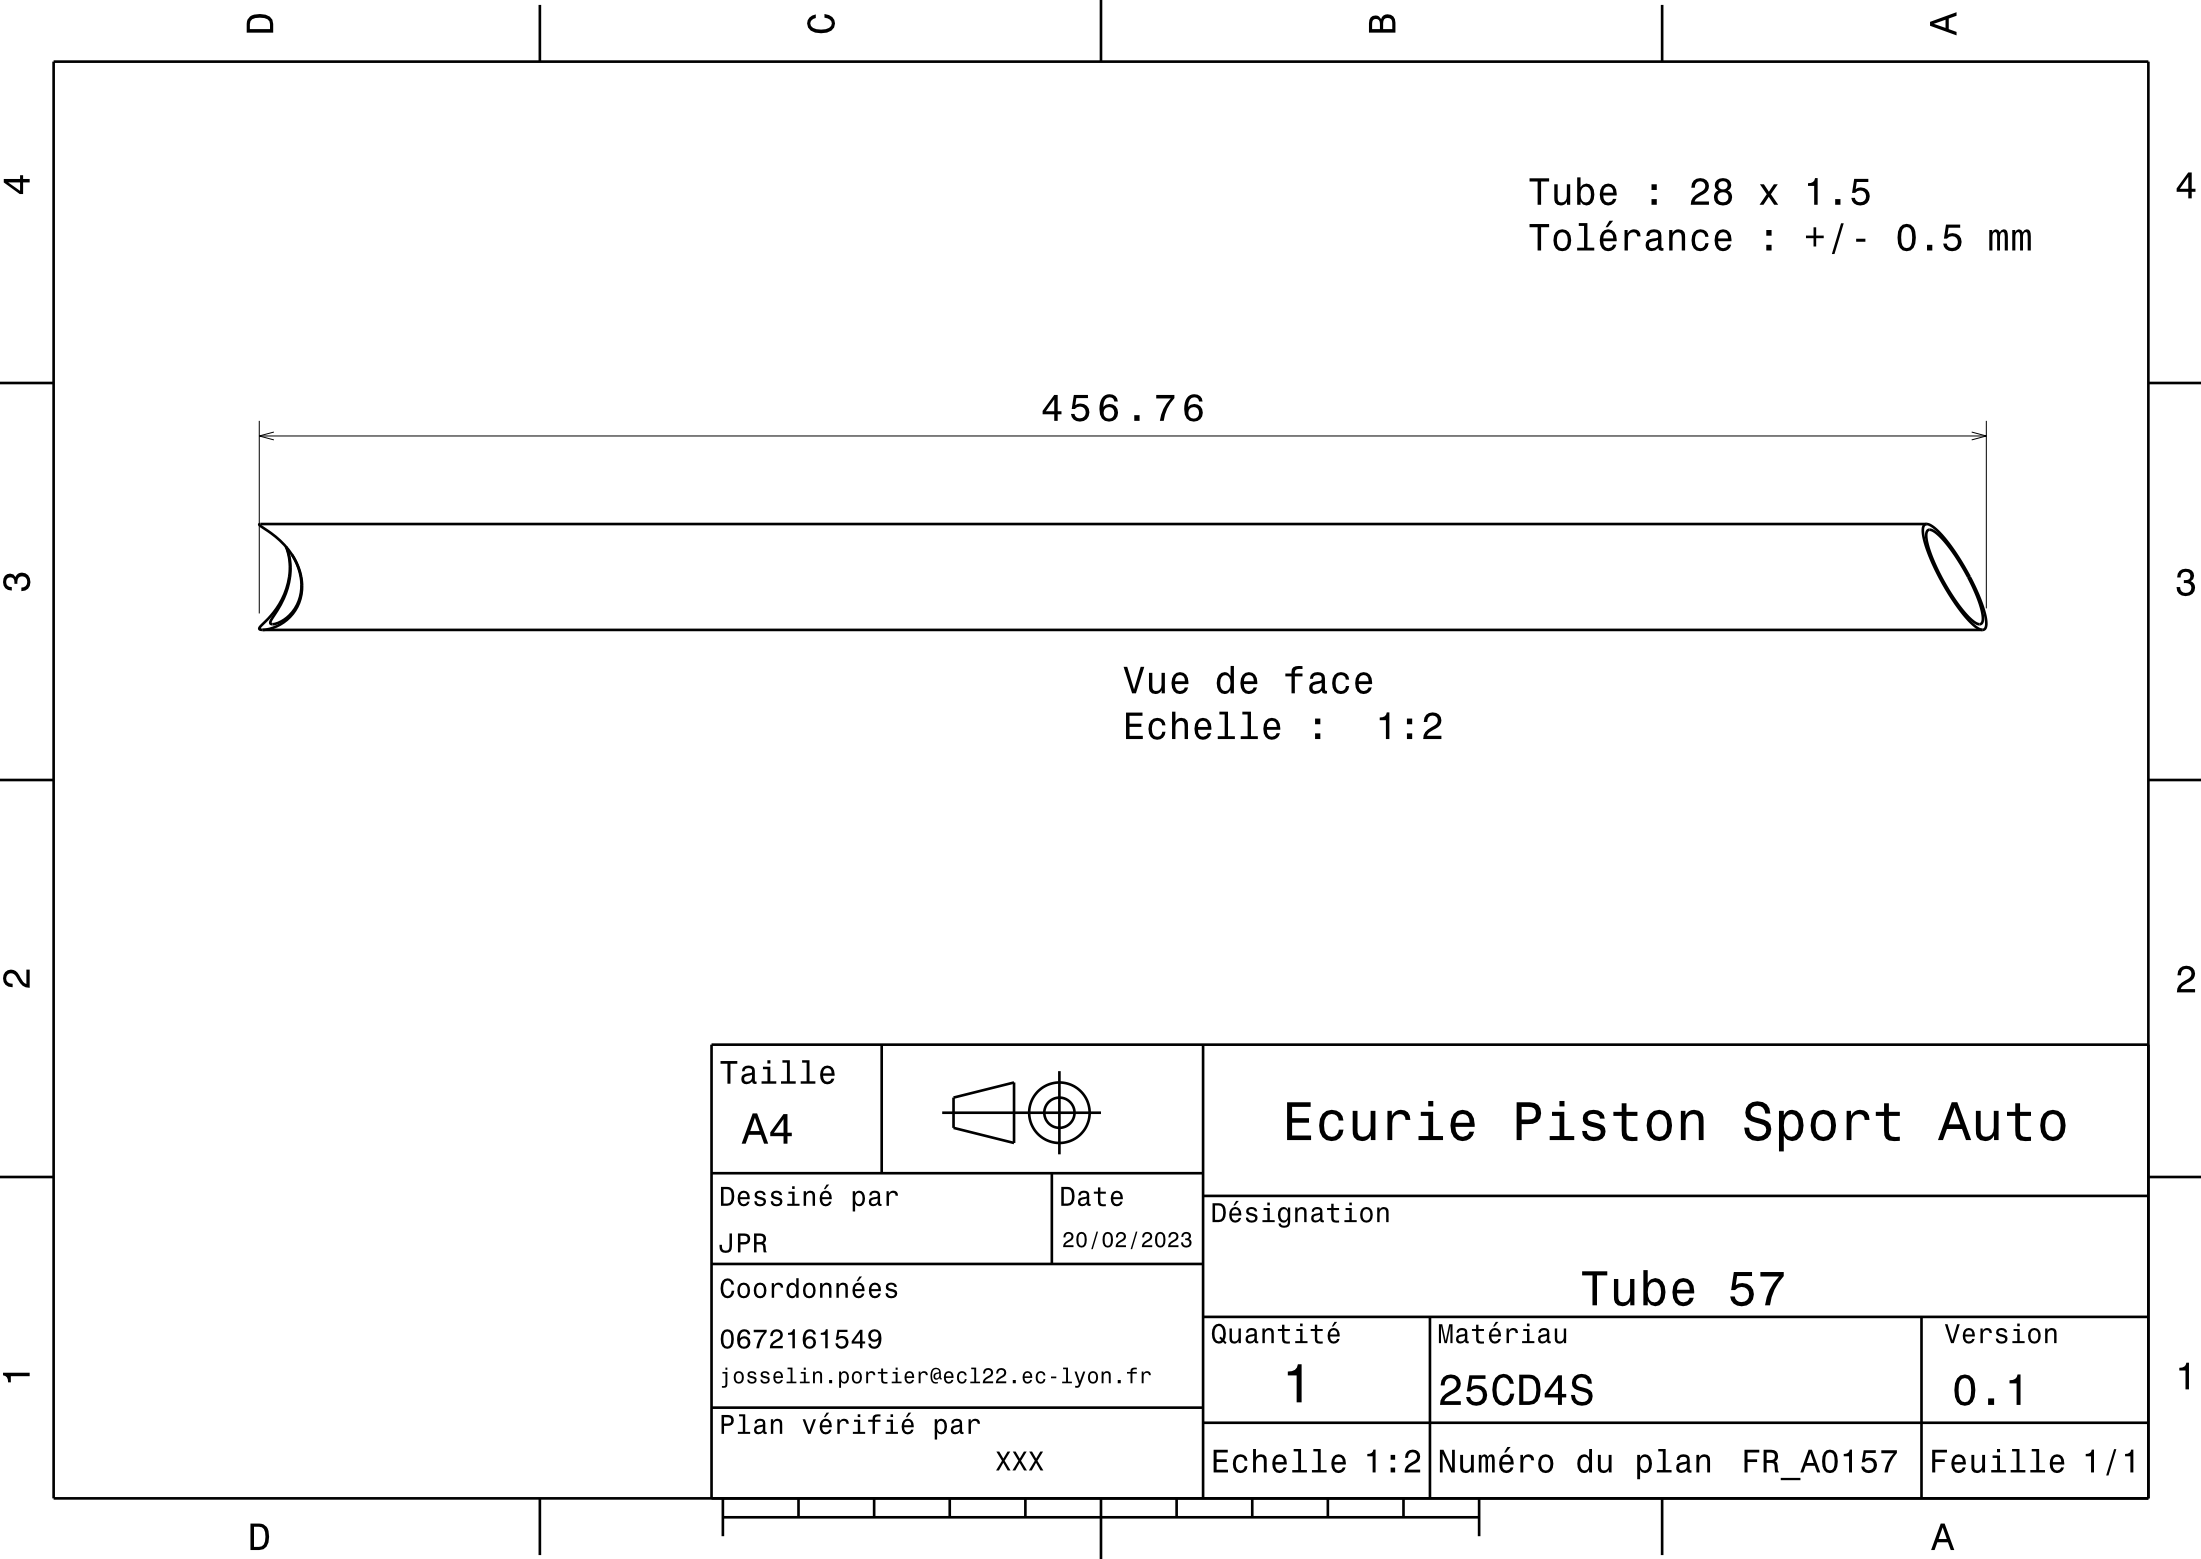 D C B A
4 4
Tube : 28 x 1.5
Tolérance : +/- 0.5 mm
456.76
3 3
Vue de face
Echelle : 1:2
2 2
Taille
A4
Ecurie Piston Sport Auto
Dessiné par
JPR
Date
20/02/2023
Désignation
Tube 57
Coordonnées
0672161549
josselin.portier@ecl22.ec-lyon.fr
Quantité
1
Matériau
25CD4S
Version
0.1
1 1
Plan vérifié par
XXX
Echelle 1:2
Numéro du plan FR_A0157
Feuille 1/1
D A